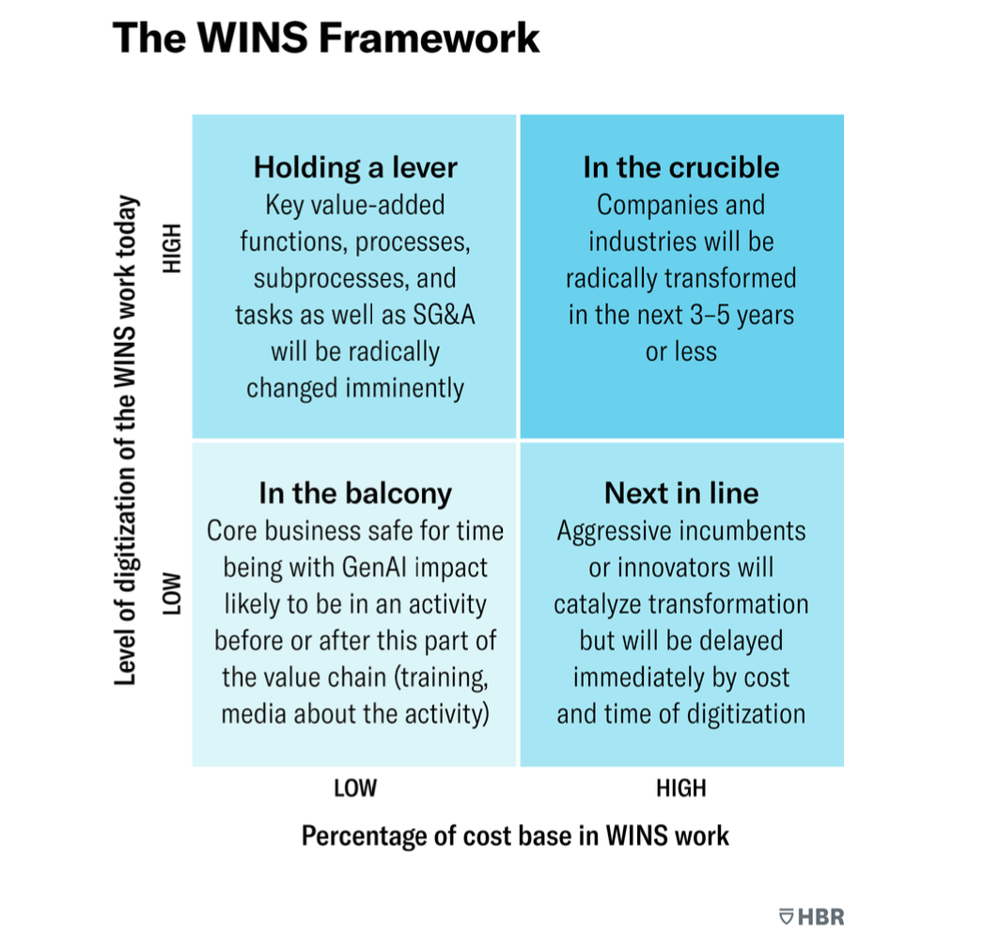 The WINS Framework
Level of digitization of the WINS work today
HIGH
Holding a lever
Key value-added
functions, processes,
subprocesses, and
tasks as well as SG&A
will be radically
changed imminently
In the crucible
Companies and
industries will be
radically transformed
in the next 3–5 years
or less
LOW
In the balcony
Core business safe for time
being with GenAI impact
likely to be in an activity
before or after this part of
the value chain (training,
media about the activity)
Next in line
Aggressive incumbents
or innovators will
catalyze transformation
but will be delayed
immediately by cost
and time of digitization
LOW
HIGH
Percentage of cost base in WINS work
HBR